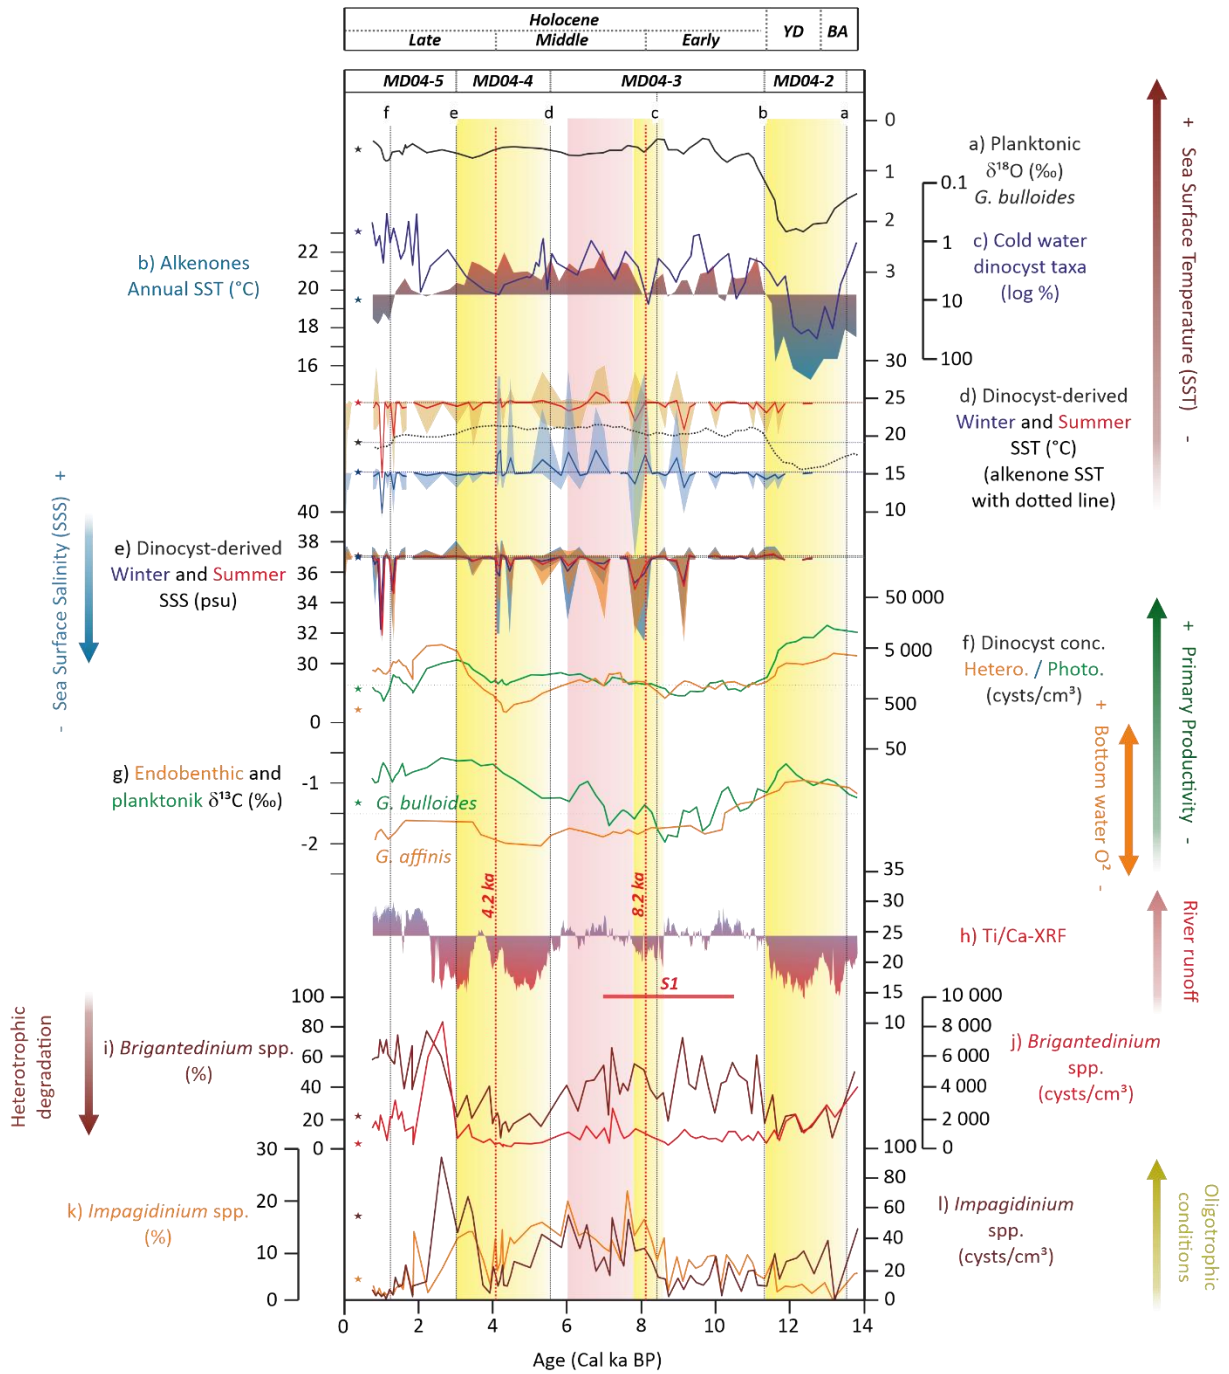 Holocene
Late
Middle
Early
YD
BA
MD04-5
MD04-4
MD04-3
MD04-2
f
e
d
c
b
a
0
1
2
3
a) Planktonic
δ¹⁸O (‰)
G. bulloides
0.1
1
10
100
c) Cold water
dinocyst taxa
(log %)
b) Alkenones
Annual SST (°C)
22
20
18
16
+ Sea Surface Temperature (SST) -
30
25
20
15
10
d) Dinocyst-derived
Winter and Summer
SST (°C)
(alkenone SST
with dotted line)
- Sea Surface Salinity (SSS) +
e) Dinocyst-derived
Winter and Summer
SSS (psu)
40
38
36
34
32
30
50 000
5 000
500
50
f) Dinocyst conc.
Hetero. / Photo.
(cysts/cm³)
+ Primary Productivity -
+ Bottom water O² -
0
-1
-2
g) Endobenthic and
planktonik δ¹³C (‰)
G. bulloides
G. affinis
4.2 ka
8.2 ka
35
30
25
20
15
10
h) Ti/Ca-XRF
River runoff
S1
Heterotrophic
degradation
i) Brigantedinium spp.
(%)
100
80
60
40
20
0
10 000
8 000
6 000
4 000
2 000
0
j) Brigantedinium
spp.
(cysts/cm³)
k) Impagidinium spp.
(%)
30
20
10
0
100
80
60
40
20
0
l) Impagidinium
spp.
(cysts/cm³)
Oligotrophic
conditions
0
2
4
6
8
10
12
14
Age (Cal ka BP)